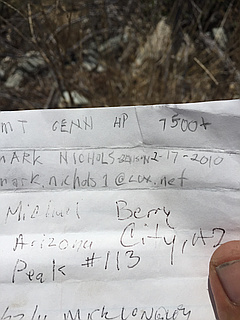 MT GENN HP 7500+
MARK NICHOLS 2-17-2010
mark.nichols1@cox.net
Michael Berry
Arizona City, AZ
Peak #113